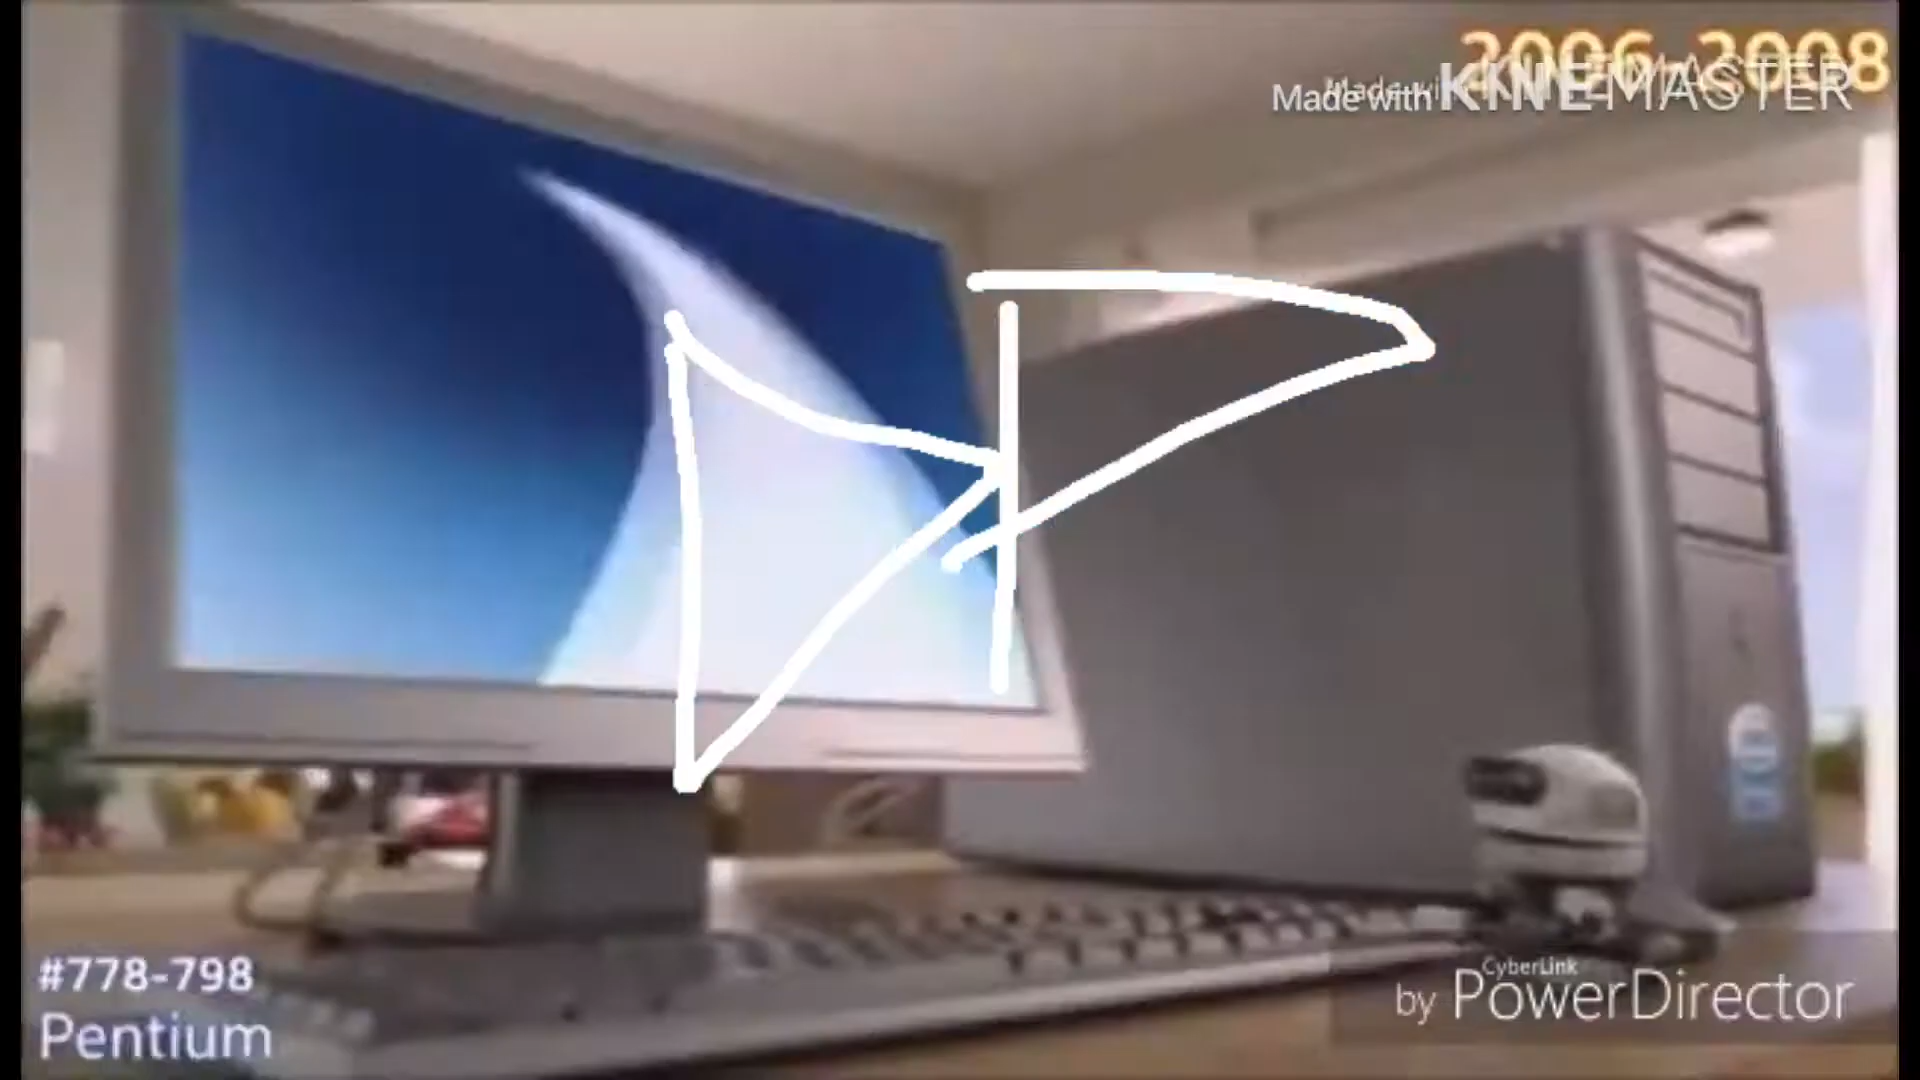 2006-2008
Made with KINEMASTER
#778-798
Pentium
CyberLink
by PowerDirector